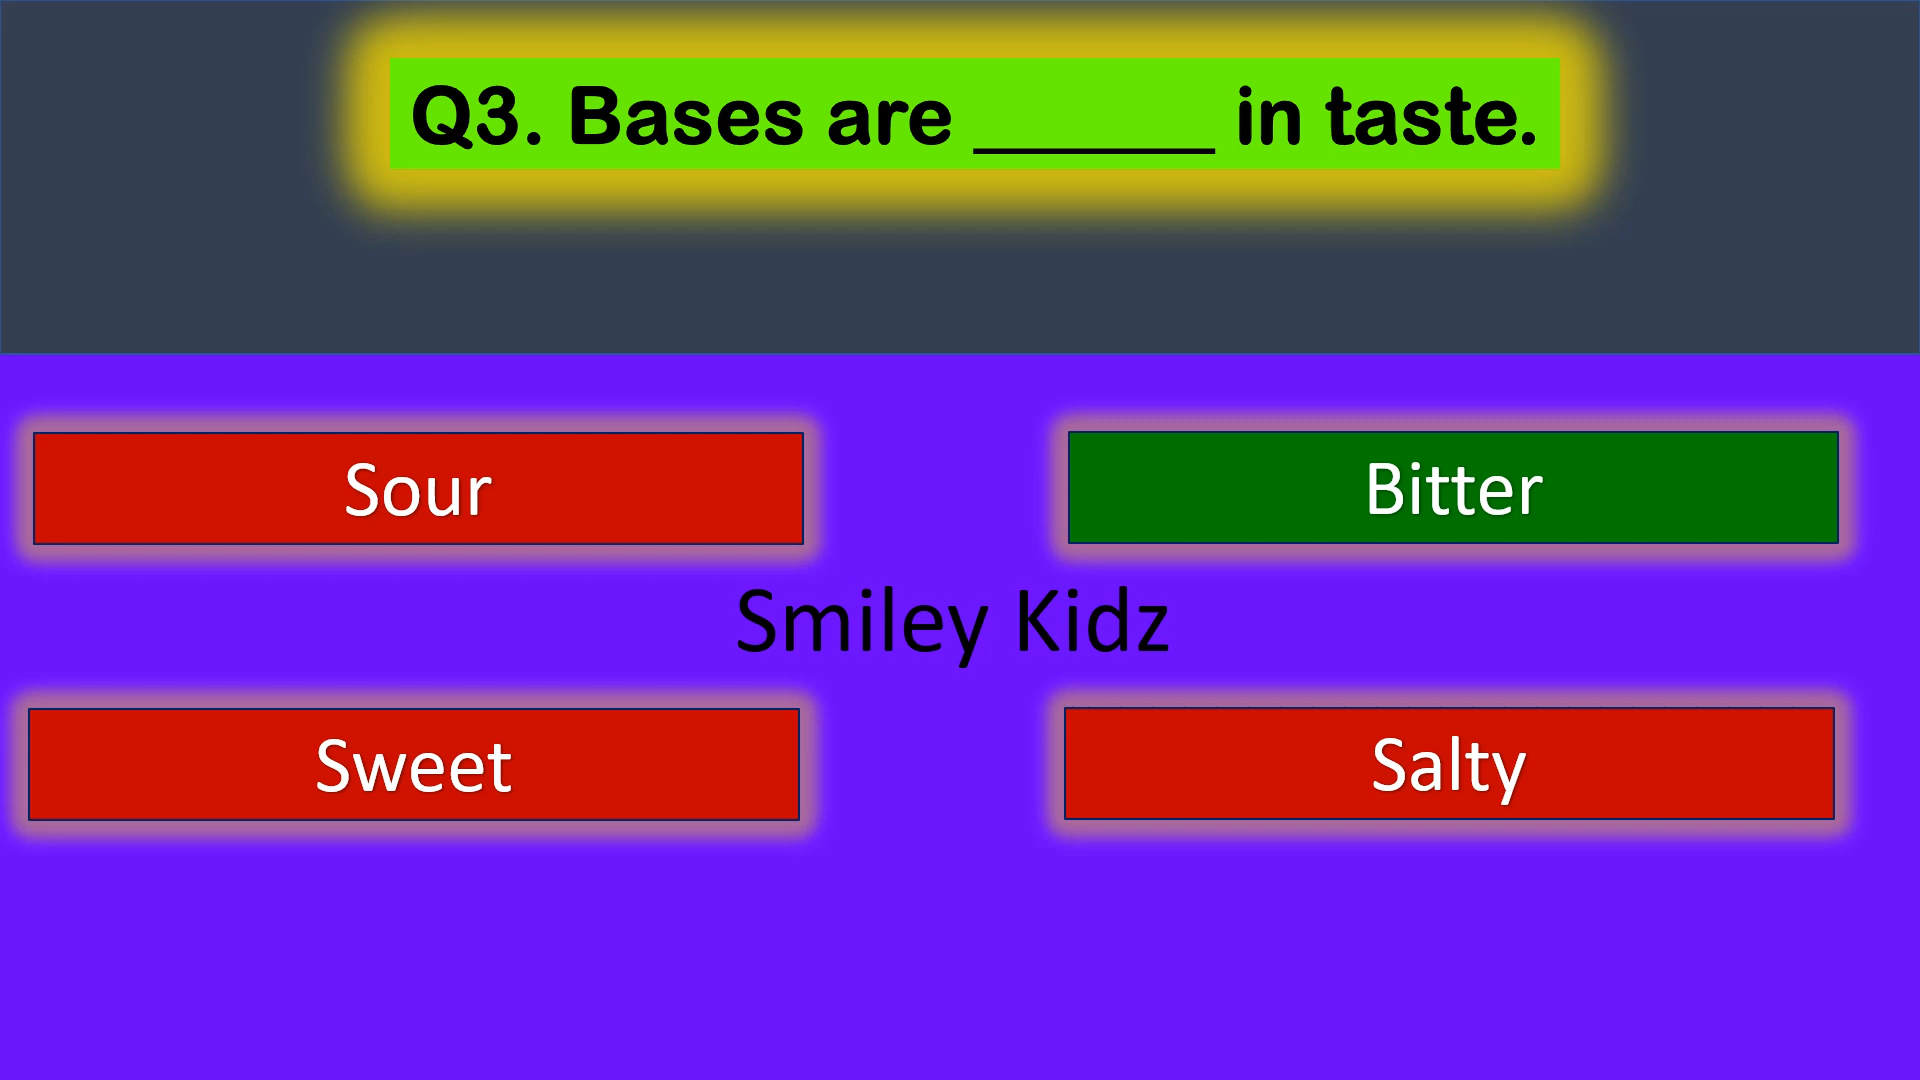 Q3. Bases are ______ in taste.
Sour
Bitter
Smiley Kidz
Sweet
Salty